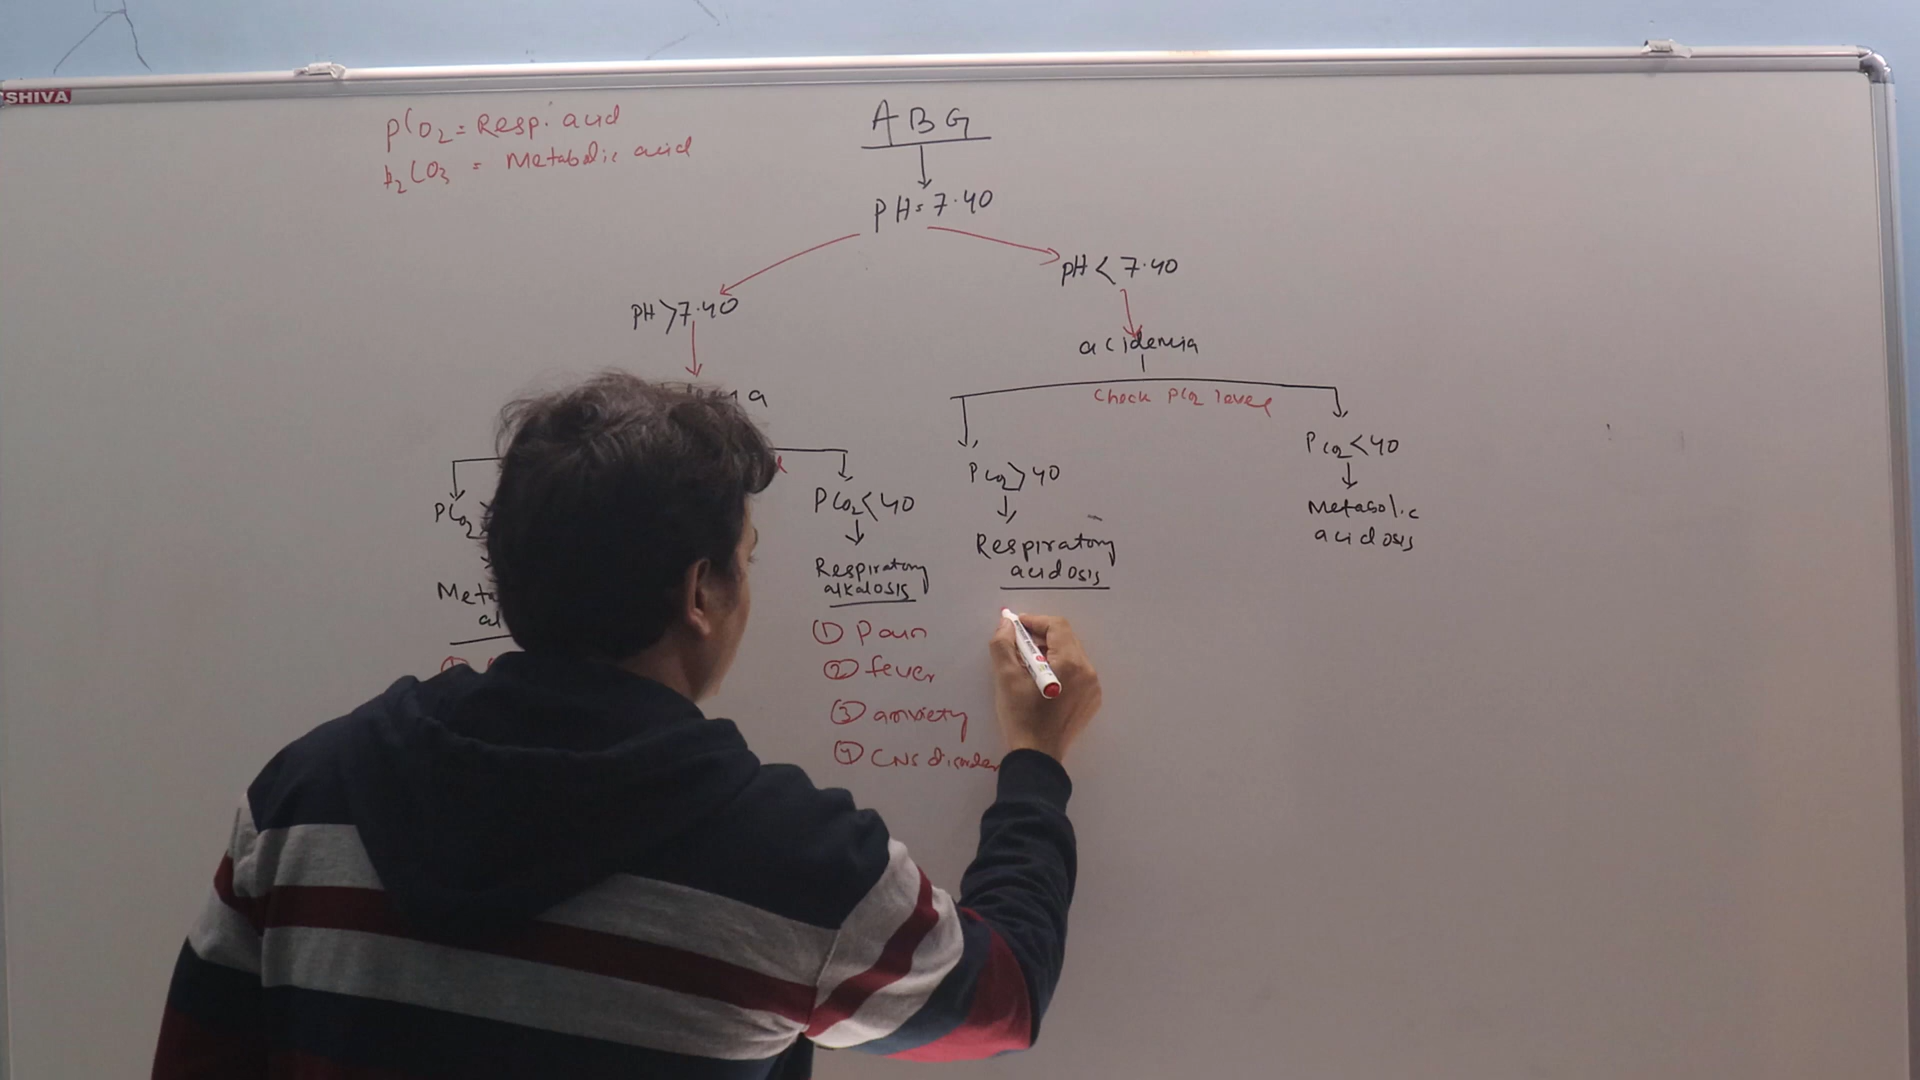 SHIVA
PCO2 = Respi. acid
H2CO3 = Metabolic acid
ABG
PH = 7.40
PH > 7.40
pH < 7.40
acidemia
Check PCO2 level
PCO2
PCO2 < 40
PCO2 > 40
PCO2 < 40
Respiratory
alkalosis
Respiratory
acidosis
Metabolic
acidosis
① Pain
② fever
③ anxiety
④ CNS disorder